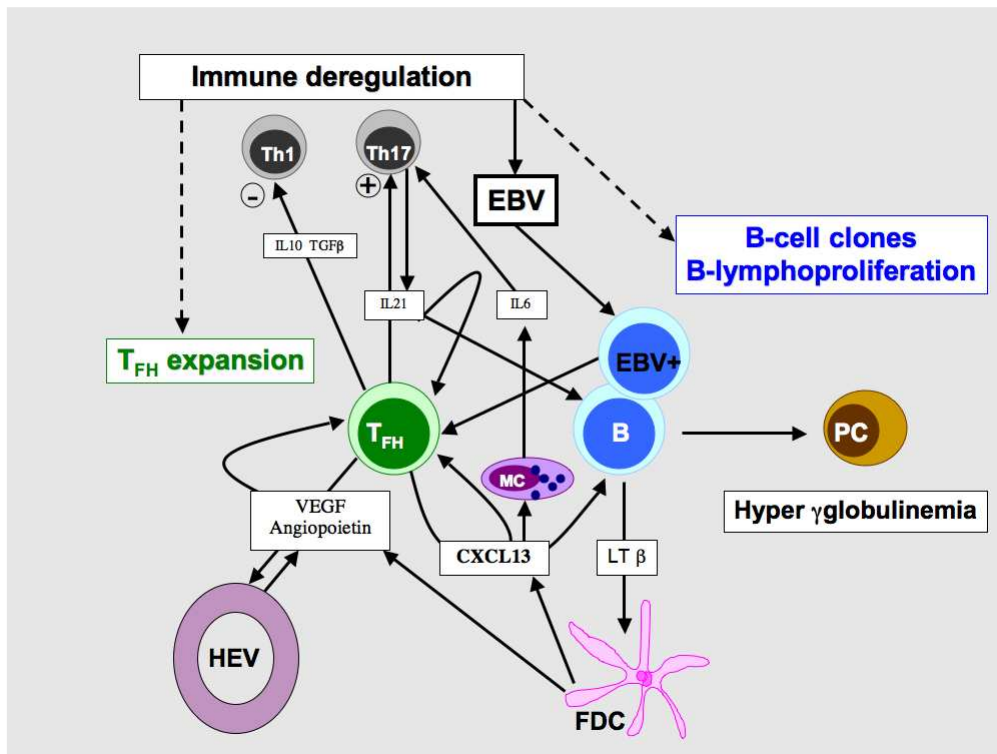 Immune deregulation
Th1
Th17
-
+
EBV
IL10 TGFβ
IL21
IL6
B-cell clones
B-lymphoproliferation
TFH expansion
EBV+
TFH
B
PC
MC
VEGF
Angiopoietin
CXCL13
LT β
Hyper γglobulinemia
HEV
FDC